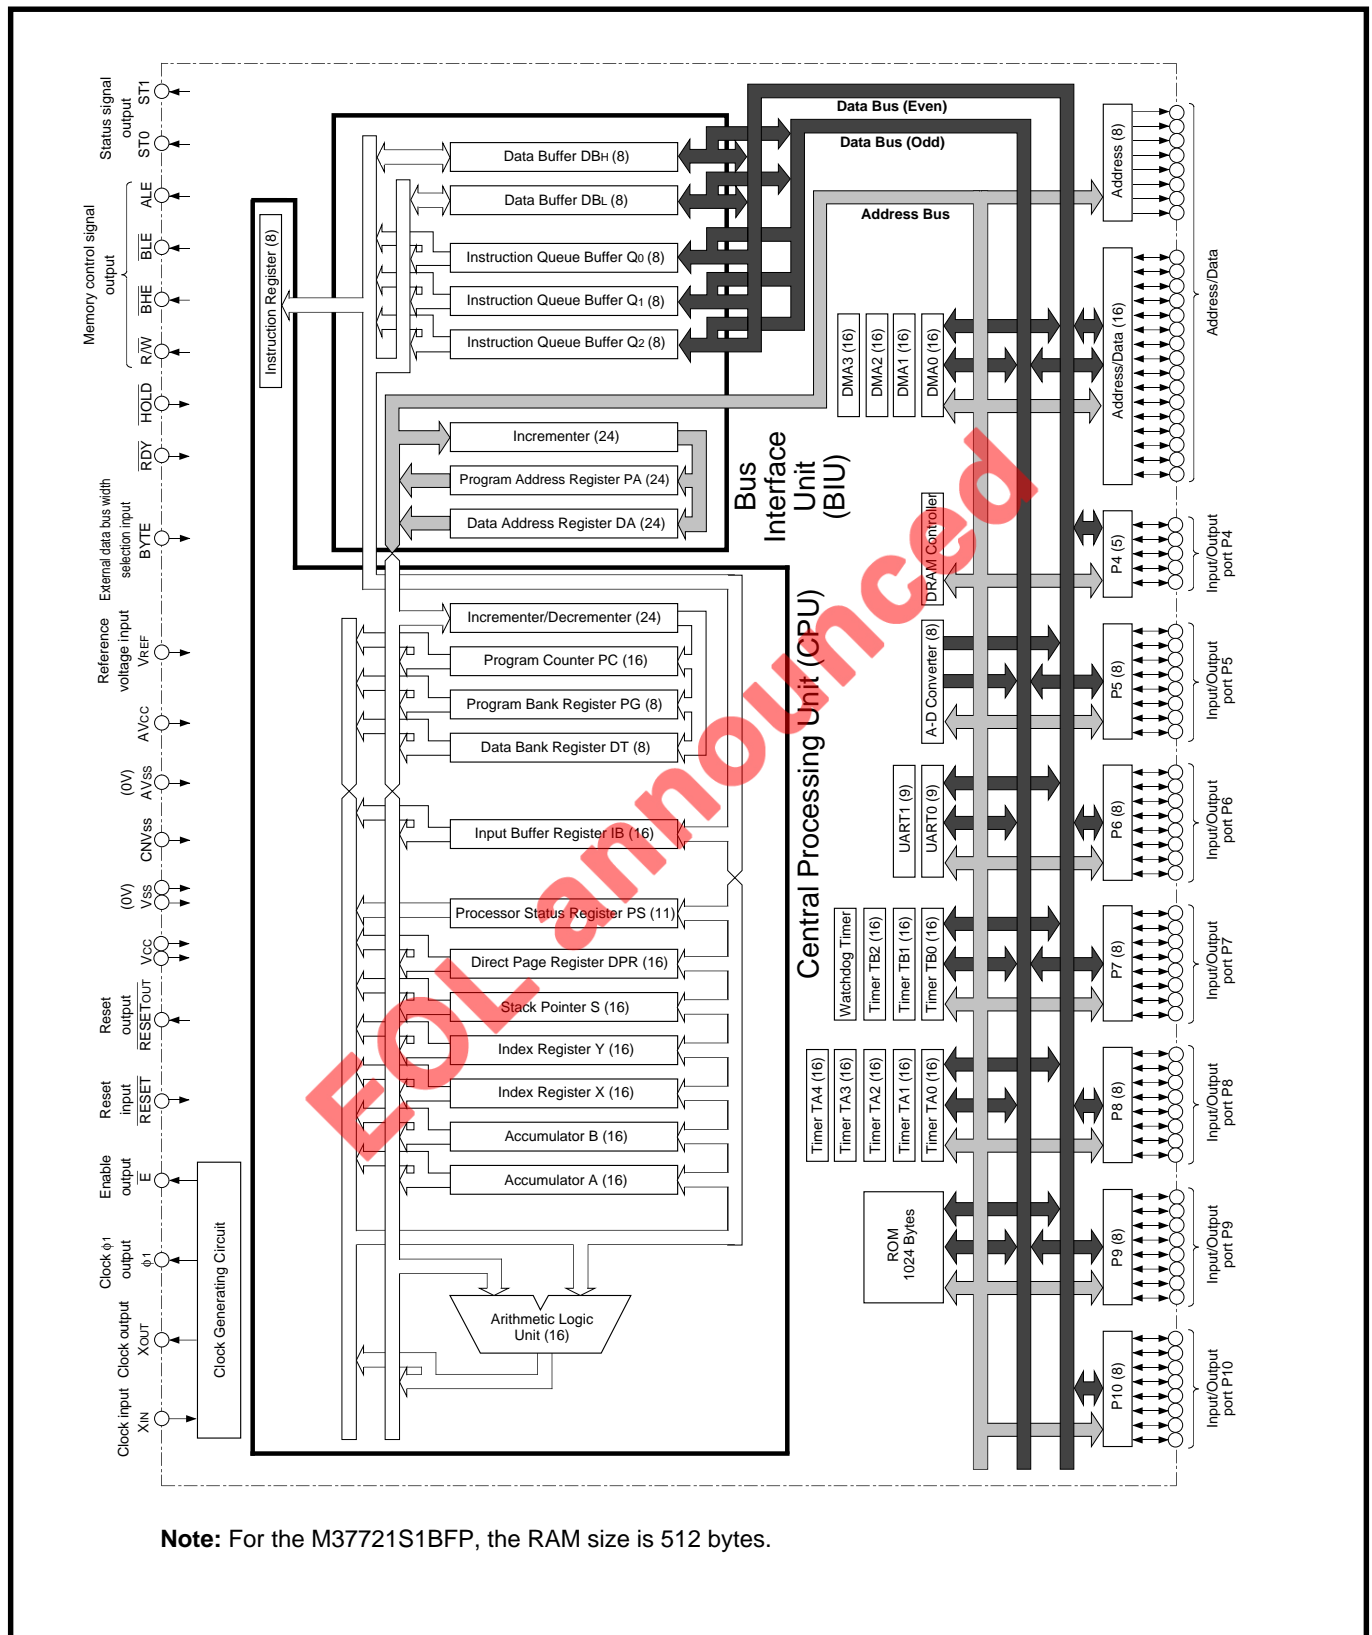 Status signal
output
ST1
ST0
Memory control signal
output
ALE
BLE
BHE
R/W
HOLD
RDY
External data bus width
selection input
BYTE
Reference
voltage input
VREF
AVCC
(0V)
AVSS
CNVSS
(0V)
VSS
VCC
Reset
output
RESETOUT
Reset
input
RESET
Enable
output
E
Clock φ1
output
φ1
Clock output
XOUT
Clock input
XIN
Clock Generating Circuit
Instruction Register (8)
Data Buffer DBH (8)
Data Buffer DBL (8)
Instruction Queue Buffer Q0 (8)
Instruction Queue Buffer Q1 (8)
Instruction Queue Buffer Q2 (8)
Incrementer (24)
Program Address Register PA (24)
Data Address Register DA (24)
Bus
Interface
Unit
(BIU)
Incrementer/Decrementer (24)
Program Counter PC (16)
Program Bank Register PG (8)
Data Bank Register DT (8)
Input Buffer Register IB (16)
Processor Status Register PS (11)
Direct Page Register DPR (16)
Stack Pointer S (16)
Index Register Y (16)
Index Register X (16)
Accumulator B (16)
Accumulator A (16)
Arithmetic Logic
Unit (16)
Central Processing Unit (CPU)
Data Bus (Even)
Data Bus (Odd)
Address Bus
DMA3 (16)
DMA2 (16)
DMA1 (16)
DMA0 (16)
DRAM Controller
A-D Converter (8)
UART1 (9)
UART0 (9)
Watchdog Timer
Timer TB2 (16)
Timer TB1 (16)
Timer TB0 (16)
Timer TA4 (16)
Timer TA3 (16)
Timer TA2 (16)
Timer TA1 (16)
Timer TA0 (16)
ROM
1024 Bytes
Address (8)
Address/Data (16)
Address/Data
P4 (5)
Input/Output
port P4
P5 (8)
Input/Output
port P5
P6 (8)
Input/Output
port P6
P7 (8)
Input/Output
port P7
P8 (8)
Input/Output
port P8
P9 (8)
Input/Output
port P9
P10 (8)
Input/Output
port P10
EOL announced
Note: For the M37721S1BFP, the RAM size is 512 bytes.